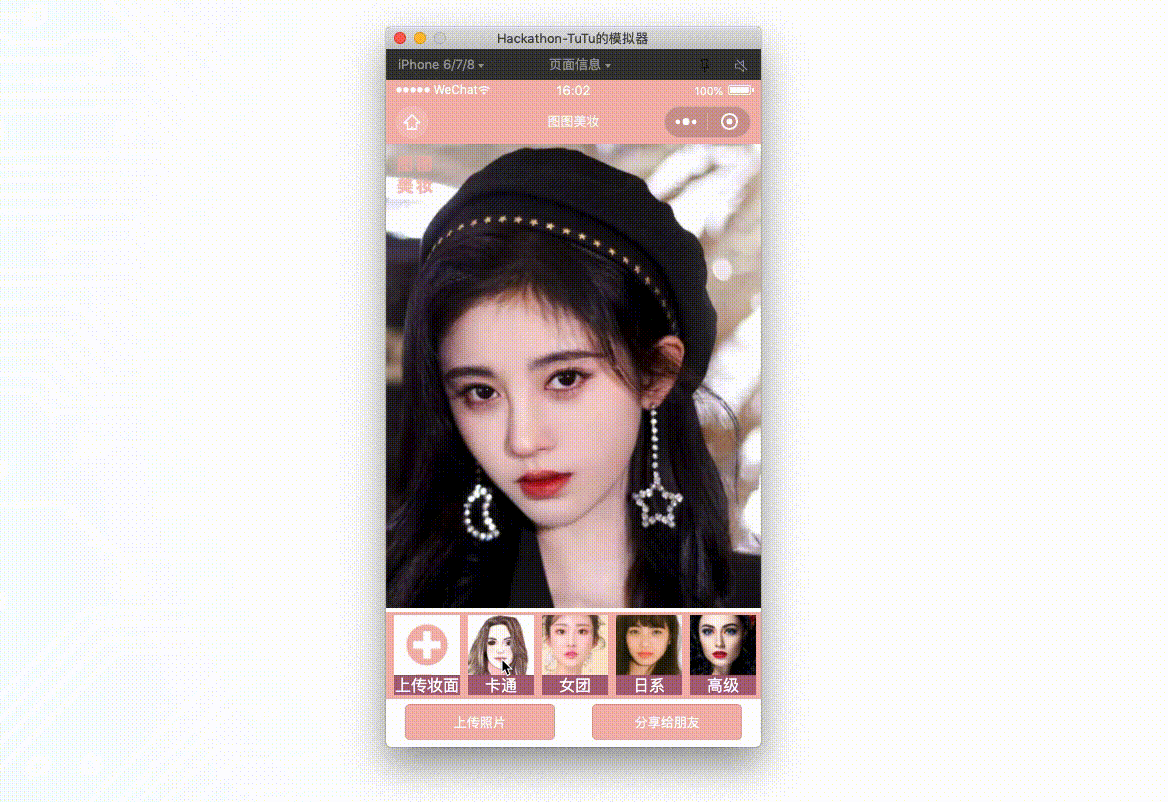 Hackathon-TuTu的模拟器
iPhone 6/7/8
页面信息
WeChat
16:02
100%
图图美妆
美妆
上传妆面
卡通
女团
日系
高级
上传照片
分享给朋友